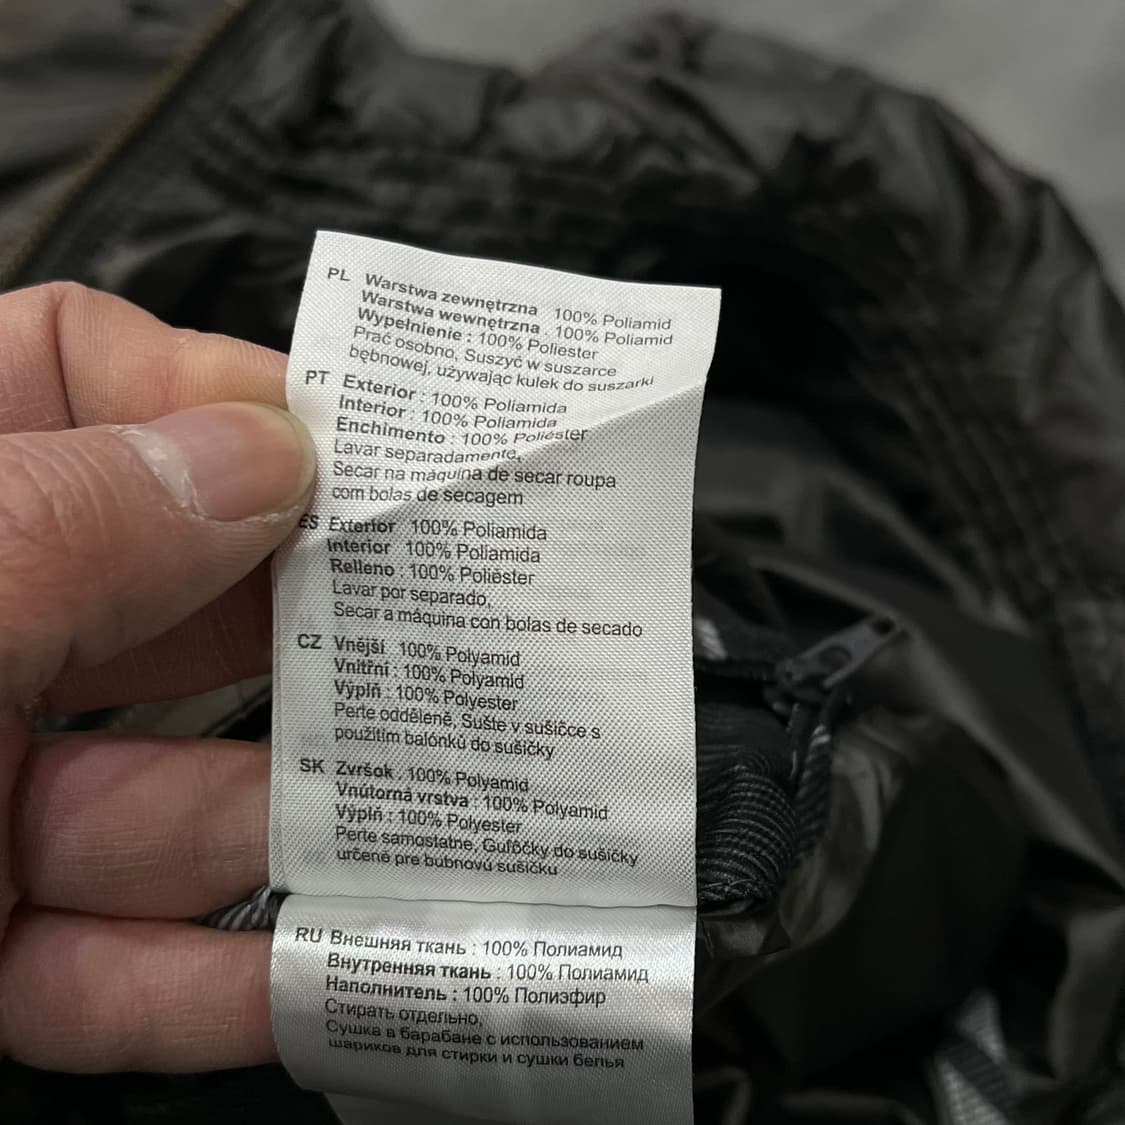 PL Warstwa zewnętrzna 100% Poliamid
Warstwa wewnętrzna . 100% Poliamid
Wypełnienie : 100% Poliester
Prać osobno, Suszyć w suszarce
bębnowej, używając kulek do suszarki
PT Exterior : 100% Poliamida
Interior : 100% Poliamida
Enchimento : 100% Poliéster
Lavar separadamente,
Secar na máquina de secar roupa
com bolas de secagem
ES Exterior 100% Poliamida
Interior : 100% Poliamida
Relleno : 100% Poliéster
Lavar por separado,
Secar a máquina con bolas de secado
CZ Vnější 100% Polyamid
Vnitřní : 100% Polyamid
Výplň : 100% Polyester
Perte odděleně, Sušte v sušičce s
použitím balónků do sušičky
SK Zvršok . 100% Polyamid
Vnútorná vrstva : 100% Polyamid
Výplň : 100% Polyester
Perte samostatne, Guľôčky do sušičky
určené pre bubnovú sušičku
RU Внешняя ткань : 100% Полиамид
Внутренняя ткань : 100% Полиамид
Наполнитель : 100% Полиэфир
Стирать отдельно,
Сушка в барабане с использованием
шариков для стирки и сушки белья